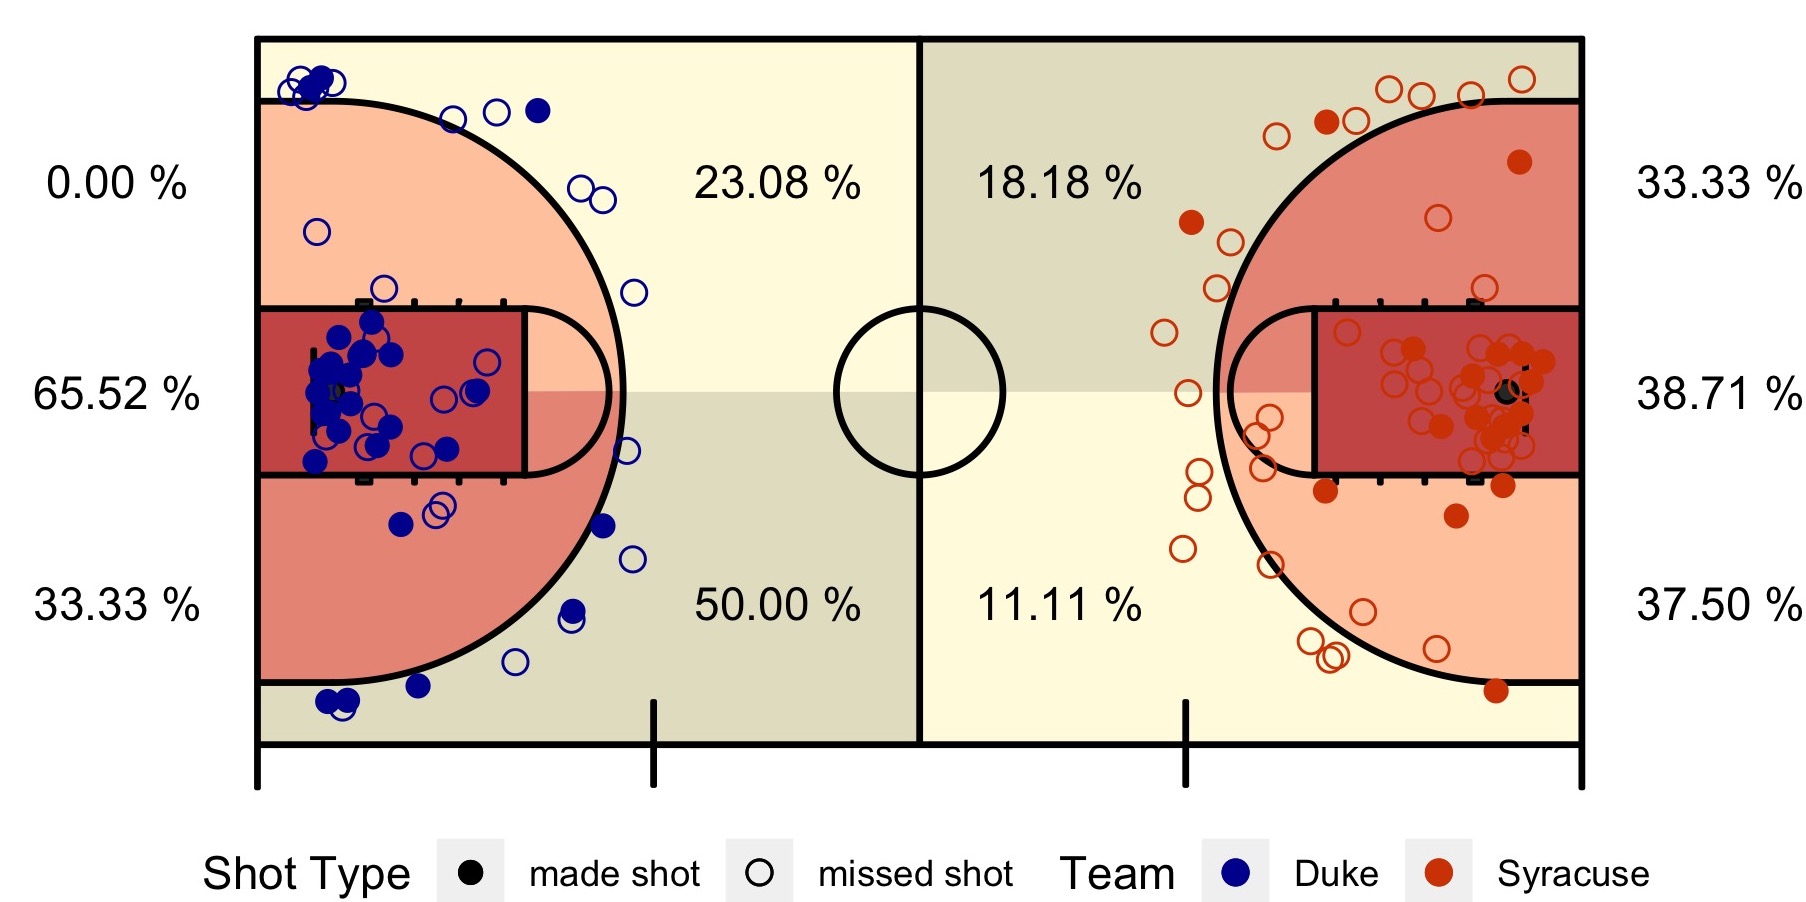 0.00 % 23.08 % 18.18 % 33.33 %
65.52 % 38.71 %
33.33 % 50.00 % 11.11 % 37.50 %
Shot Type made shot missed shot Team Duke Syracuse